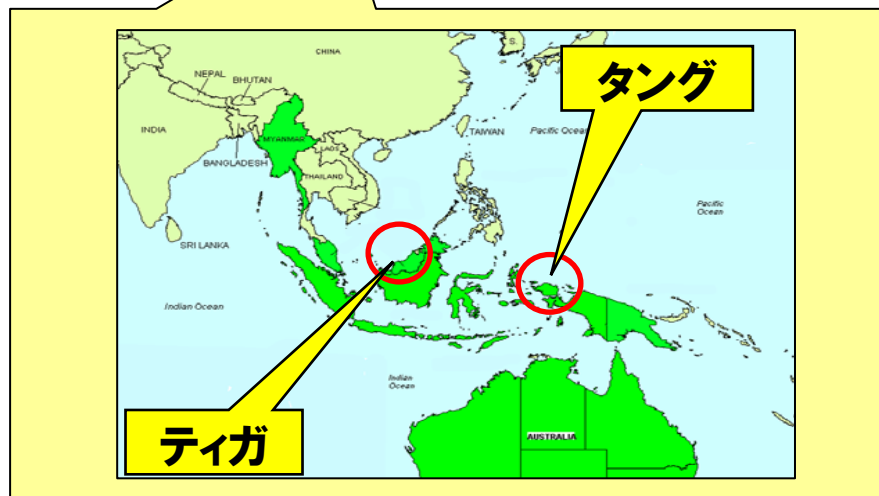 CHINA
S.
タング
NEPAL
BHUTAN
TAIWAN
Pacific Ocean
INDIA
MYANMAR
LAOS
BANGLADESH
THAILAND
Pacific
Ocean
SRI LANKA
Indian Ocean
Indian
Ocean
ティガ
AUSTRALIA